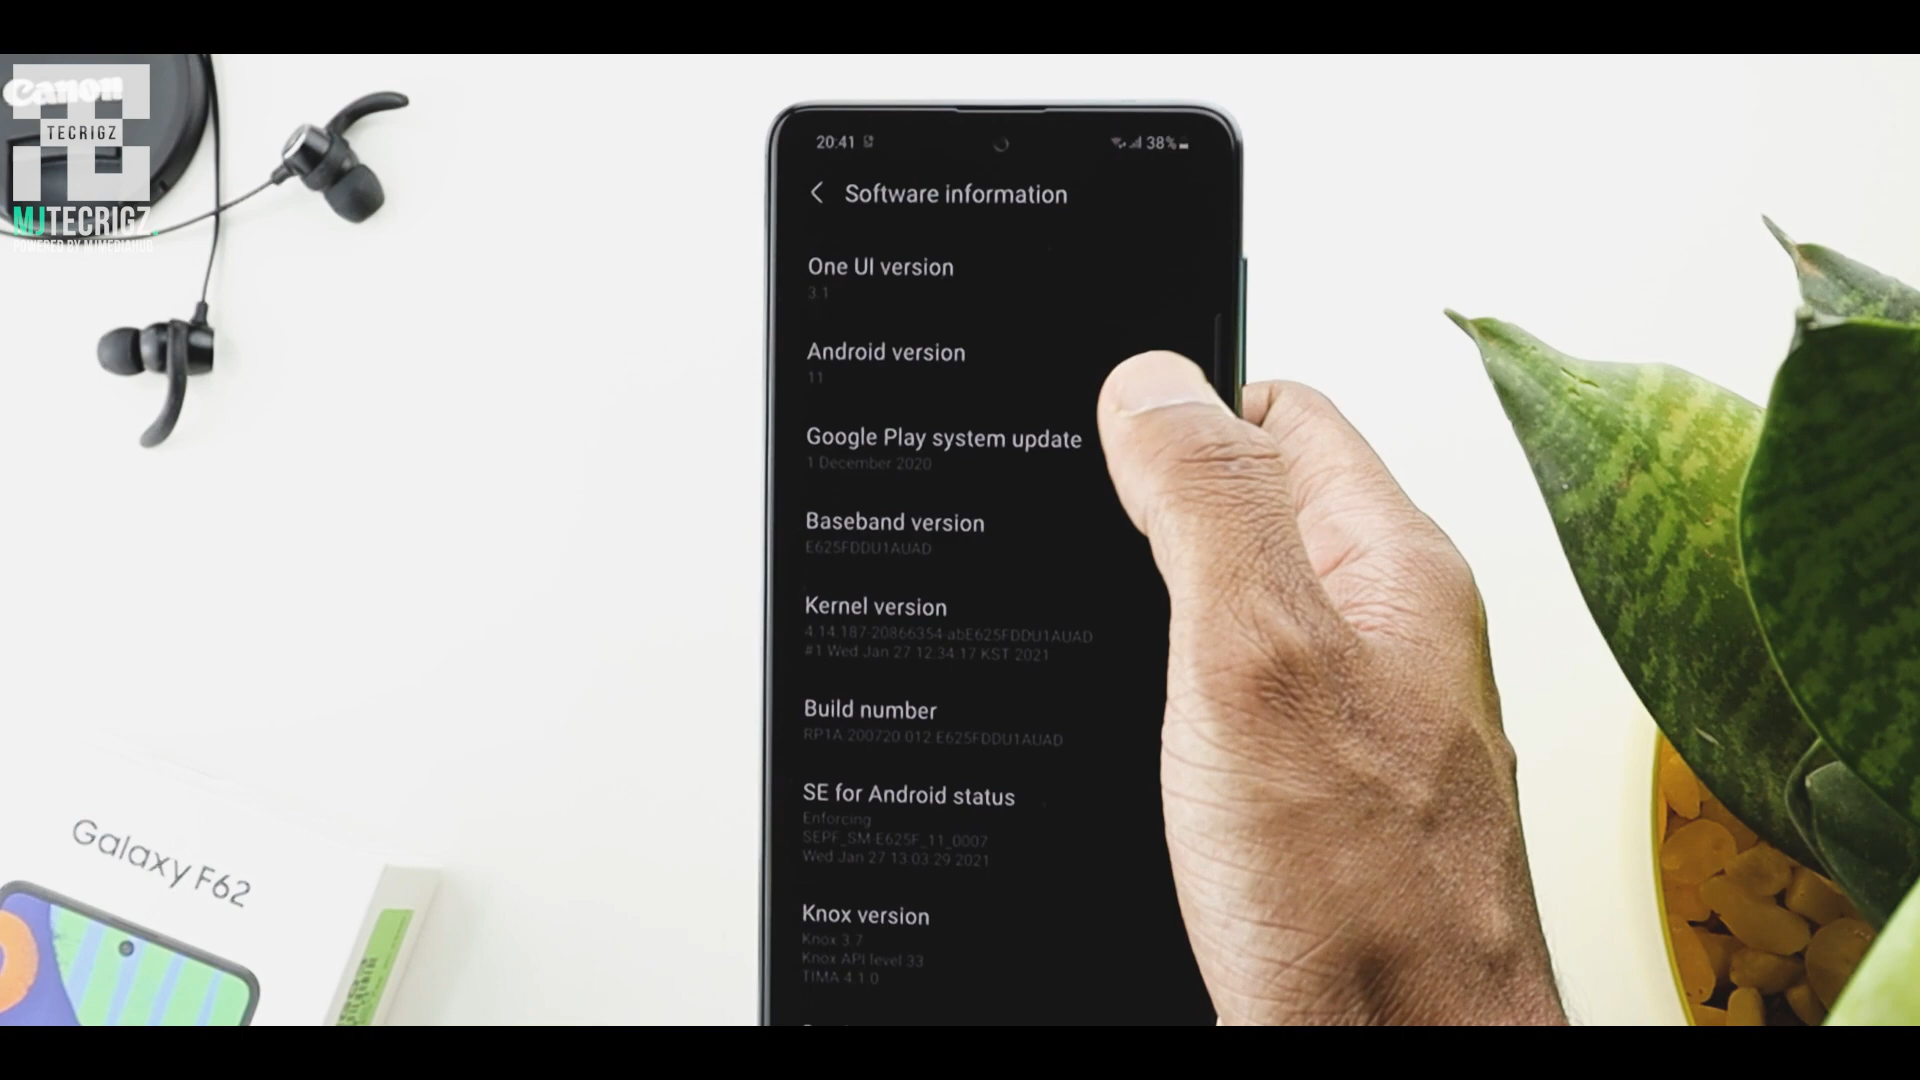 Canon
TECRIGZ
MJTECRIGZ.
POWERED BY MJMEDIAHUB
20:41
38%
Software information
One UI version
3.1
Android version
11
Google Play system update
1 December 2020
Baseband version
E625FDDU1AUAD
Kernel version
4.14.187-20866354-abE625FDDU1AUAD
#1 Wed Jan 27 12:34:17 KST 2021
Build number
RP1A.200720.012.E625FDDU1AUAD
SE for Android status
Enforcing
SEPF_SM-E625F_11_0007
Wed Jan 27 13:03:29 2021
Knox version
Knox 3.7
Knox API level 33
TIMA 4.1.0
Galaxy F62